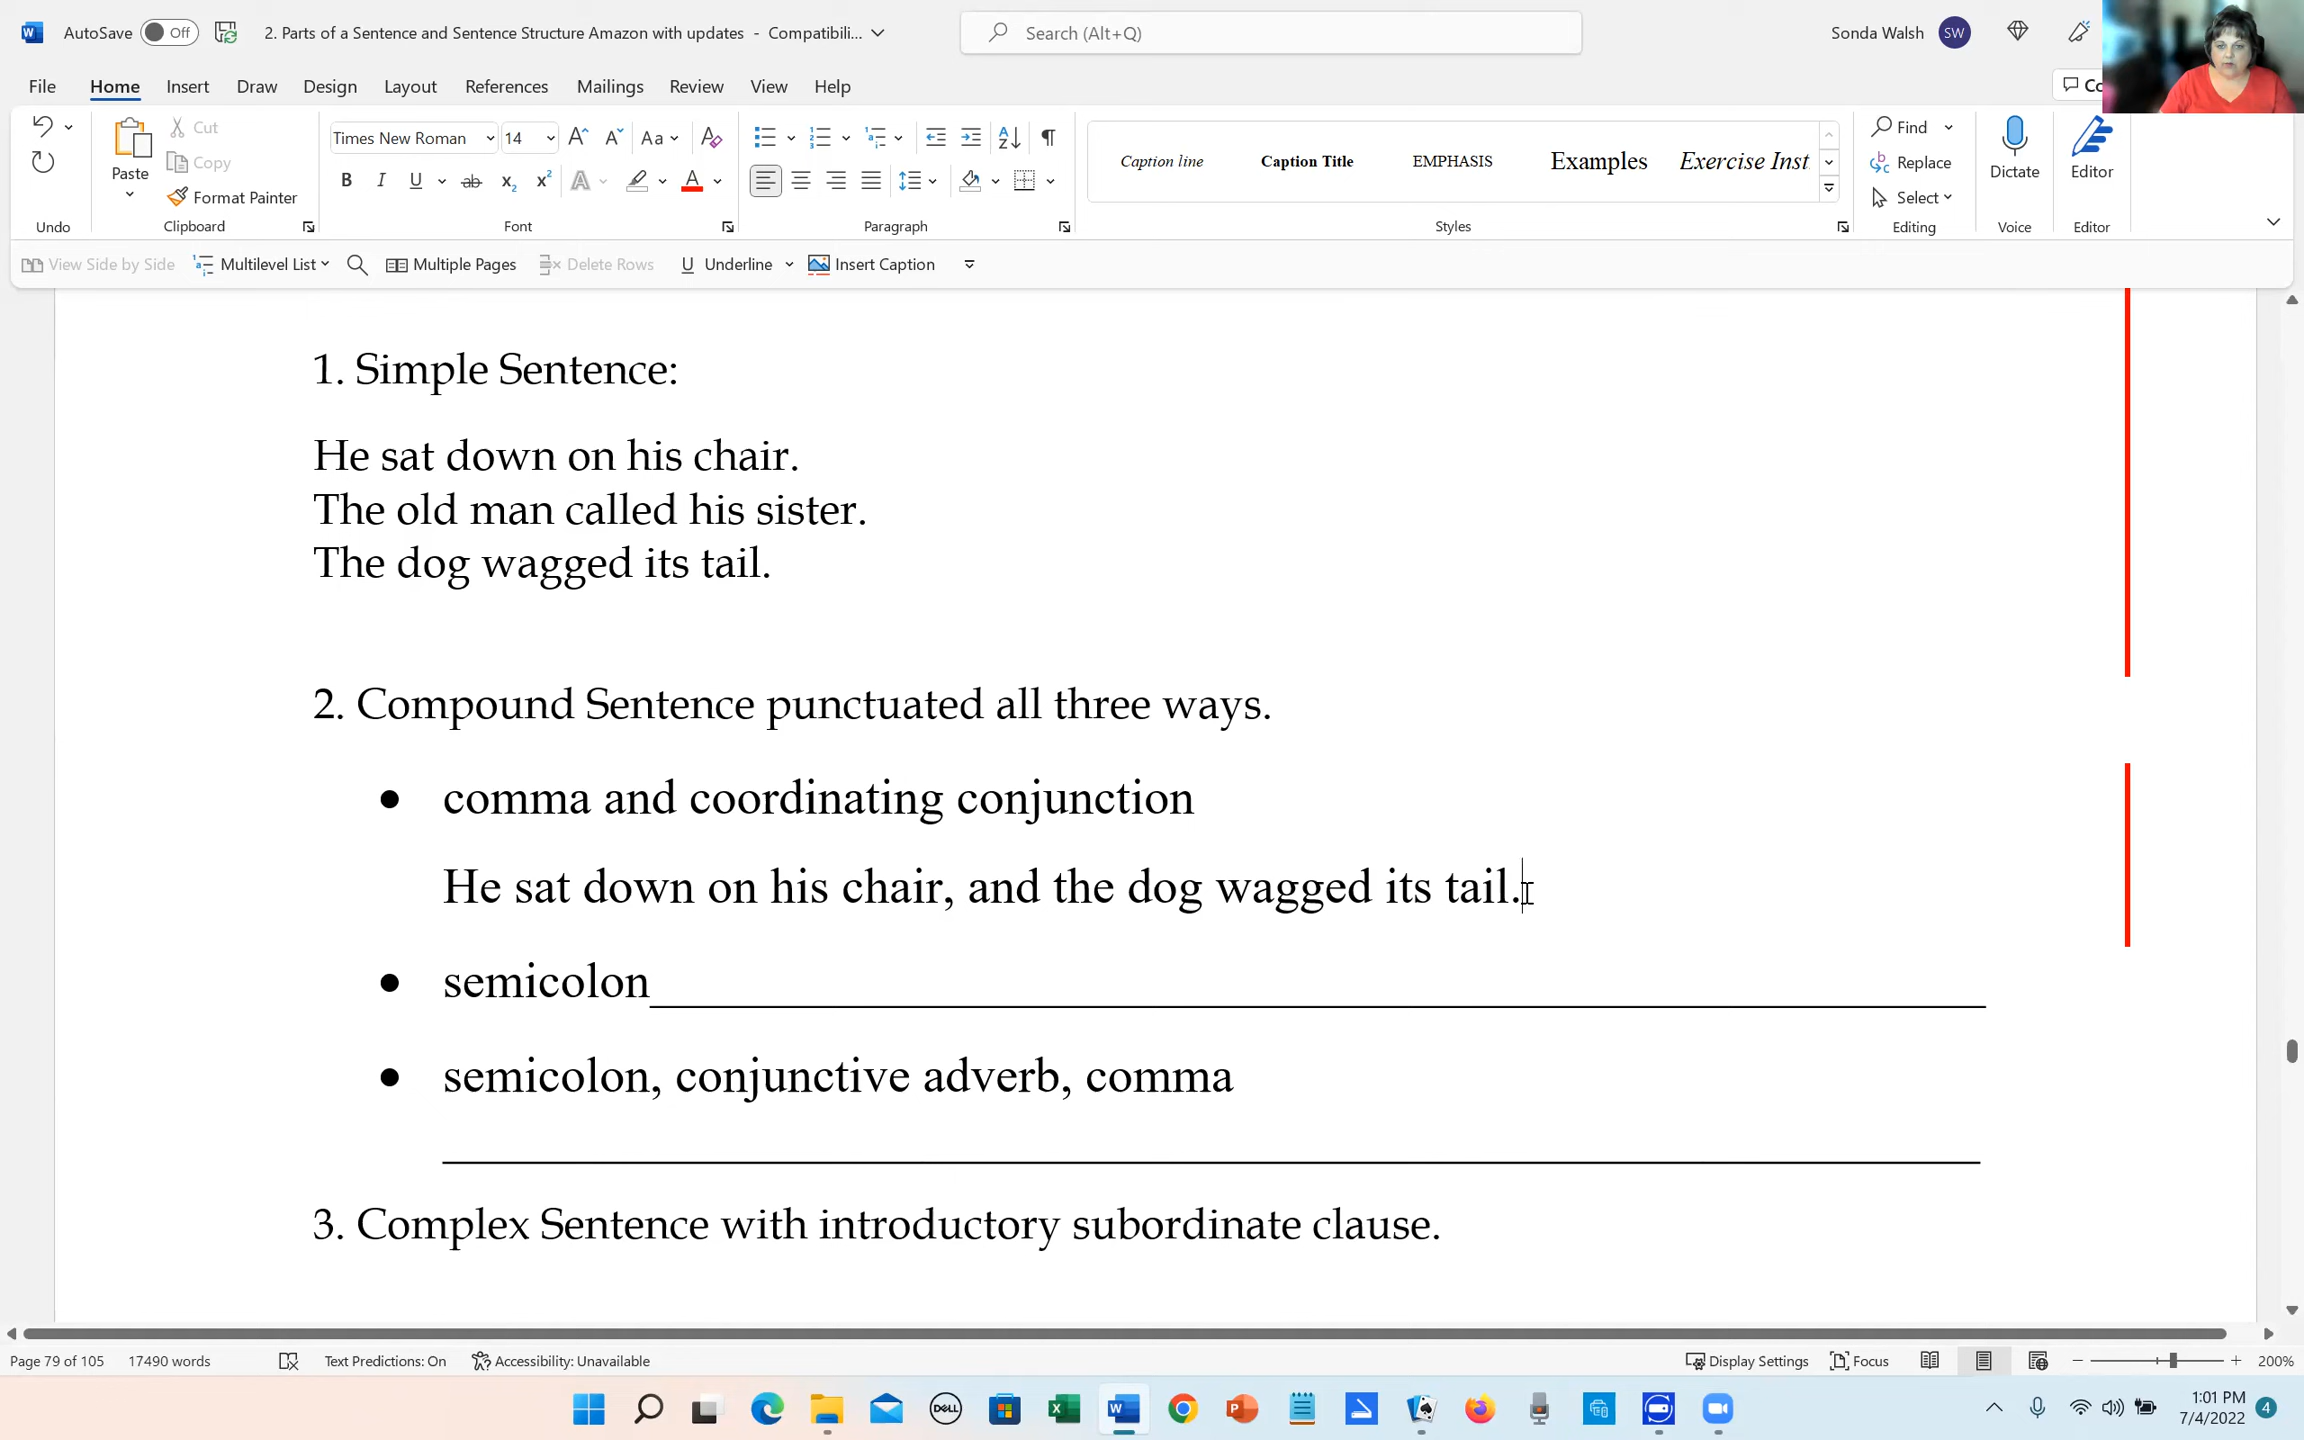 AutoSave Off 2. Parts of a Sentence and Sentence Structure Amazon with updates - Compatibili... Search (Alt+Q) Sonda Walsh SW
File Home Insert Draw Design Layout References Mailings Review View Help
Undo
Paste Cut Copy Format Painter
Clipboard
Times New Roman 14 Aa
B I U ab x₂ x² A A
Font
Paragraph
Caption line Caption Title EMPHASIS Examples Exercise Inst
Styles
Find
Replace
Select
Editing
Dictate
Voice
Editor
Editor
View Side by Side Multilevel List Multiple Pages Delete Rows U Underline Insert Caption
1. Simple Sentence:
He sat down on his chair.
The old man called his sister.
The dog wagged its tail.
2. Compound Sentence punctuated all three ways.
• comma and coordinating conjunction
He sat down on his chair, and the dog wagged its tail.
• semicolon
• semicolon, conjunctive adverb, comma
3. Complex Sentence with introductory subordinate clause.
Page 79 of 105 17490 words Text Predictions: On Accessibility: Unavailable Display Settings Focus 200%
DELL
1:01 PM
7/4/2022 4